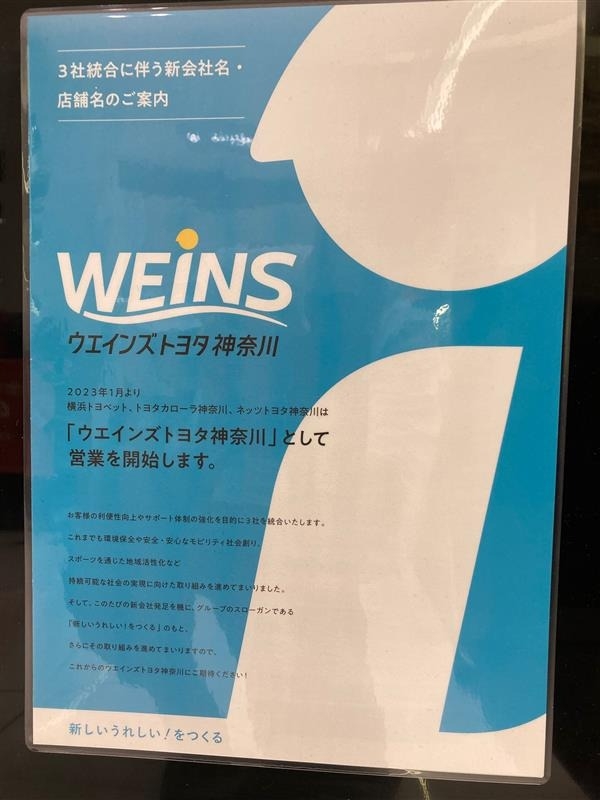 3社統合に伴う新会社名・
店舗名のご案内
WEiNS
ウエインズトヨタ神奈川
2023年1月より
横浜トヨペット、トヨタカローラ神奈川、ネッツトヨタ神奈川は
「ウエインズトヨタ神奈川」として
営業を開始します。
お客様の利便性向上やサポート体制の強化を目的に3社を統合いたします。
これまでも環境保全や安全・安心なモビリティ社会創り、
スポーツを通じた地域活性化など
持続可能な社会の実現に向けた取り組みを進めてまいりました。
そして、このたびの新会社発足を機に、グループのスローガンである
「新しいうれしい！をつくる」のもと、
さらにその取り組みを進めてまいりますので、
これからのウエインズトヨタ神奈川にご期待ください！
新しいうれしい！をつくる